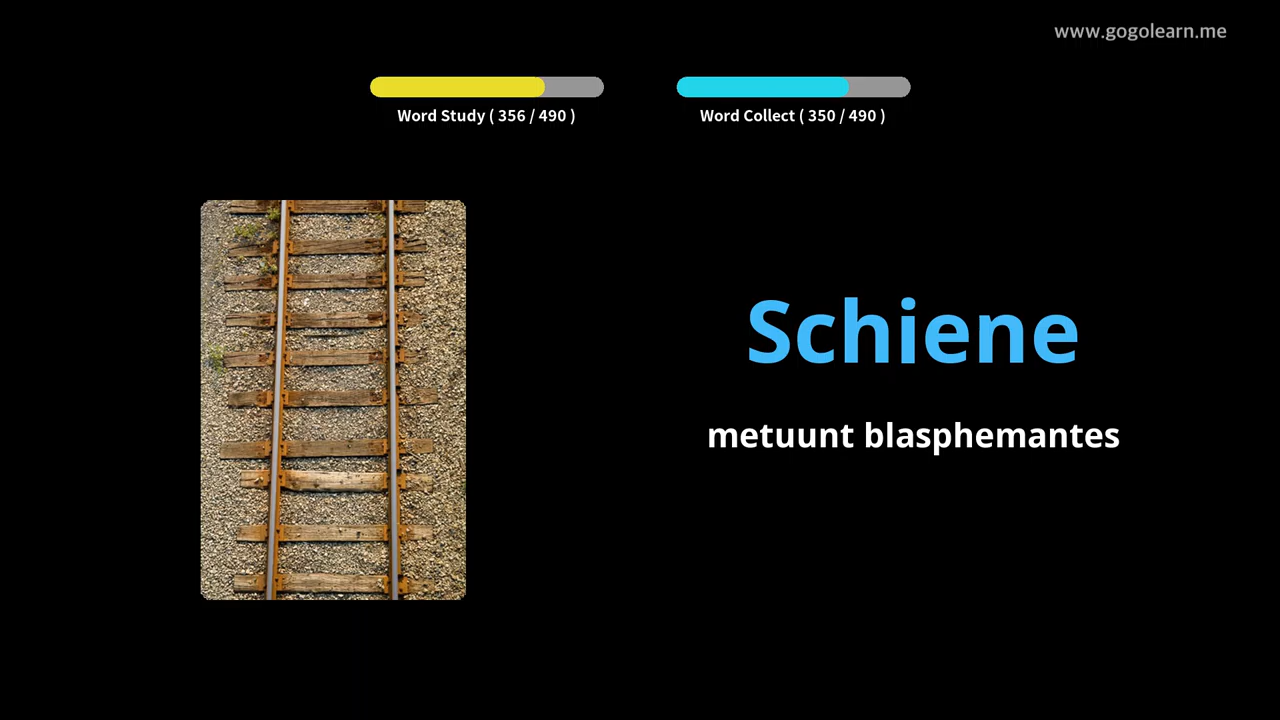 www.gogolearn.me
Word Study ( 356 / 490 )
Word Collect ( 350 / 490 )
Schiene
metuunt blasphemantes